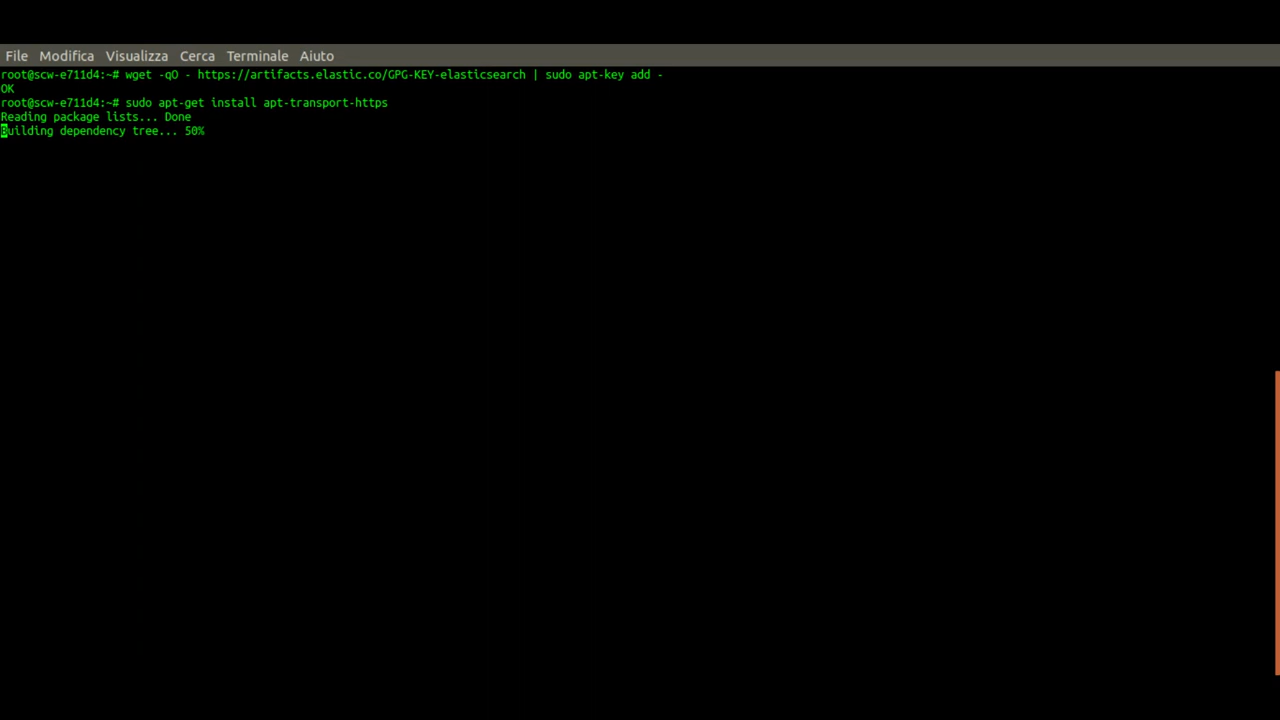 File Modifica Visualizza Cerca Terminale Aiuto
root@scw-e711d4:~# wget -qO - https://artifacts.elastic.co/GPG-KEY-elasticsearch | sudo apt-key add -
OK
root@scw-e711d4:~# sudo apt-get install apt-transport-https
Reading package lists... Done
Building dependency tree... 50%